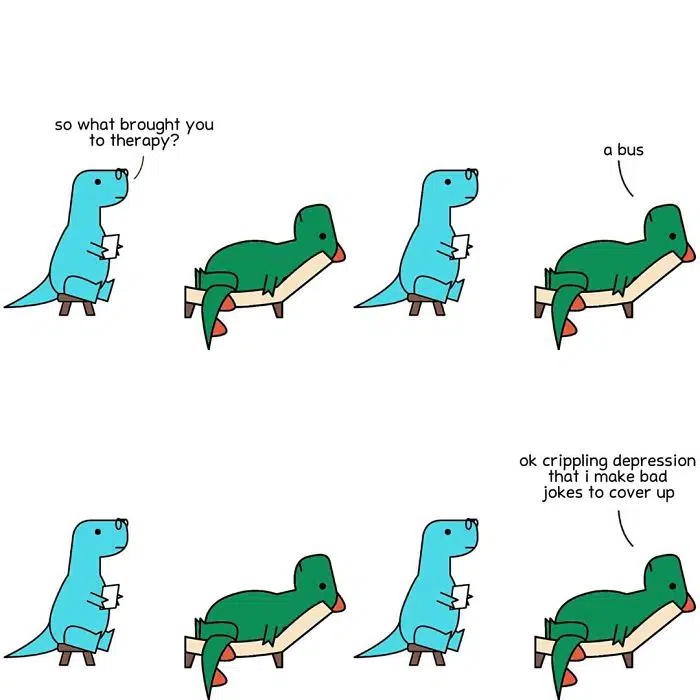 so what brought you
to therapy?
a bus
ok crippling depression
that i make bad
jokes to cover up